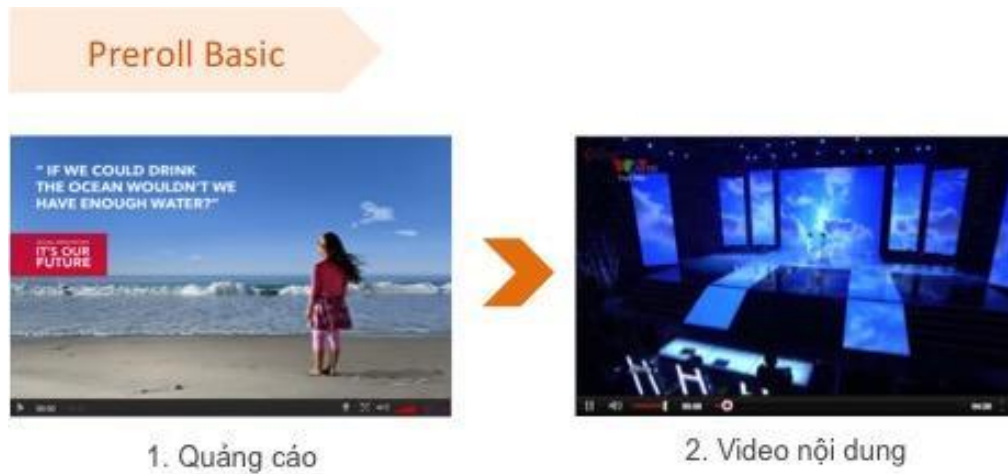 Preroll Basic
" IF WE COULD DRINK
THE OCEAN WOULDN'T WE
HAVE ENOUGH WATER?"
IT'S OUR
FUTURE
1. Quảng cáo
2. Video nội dung